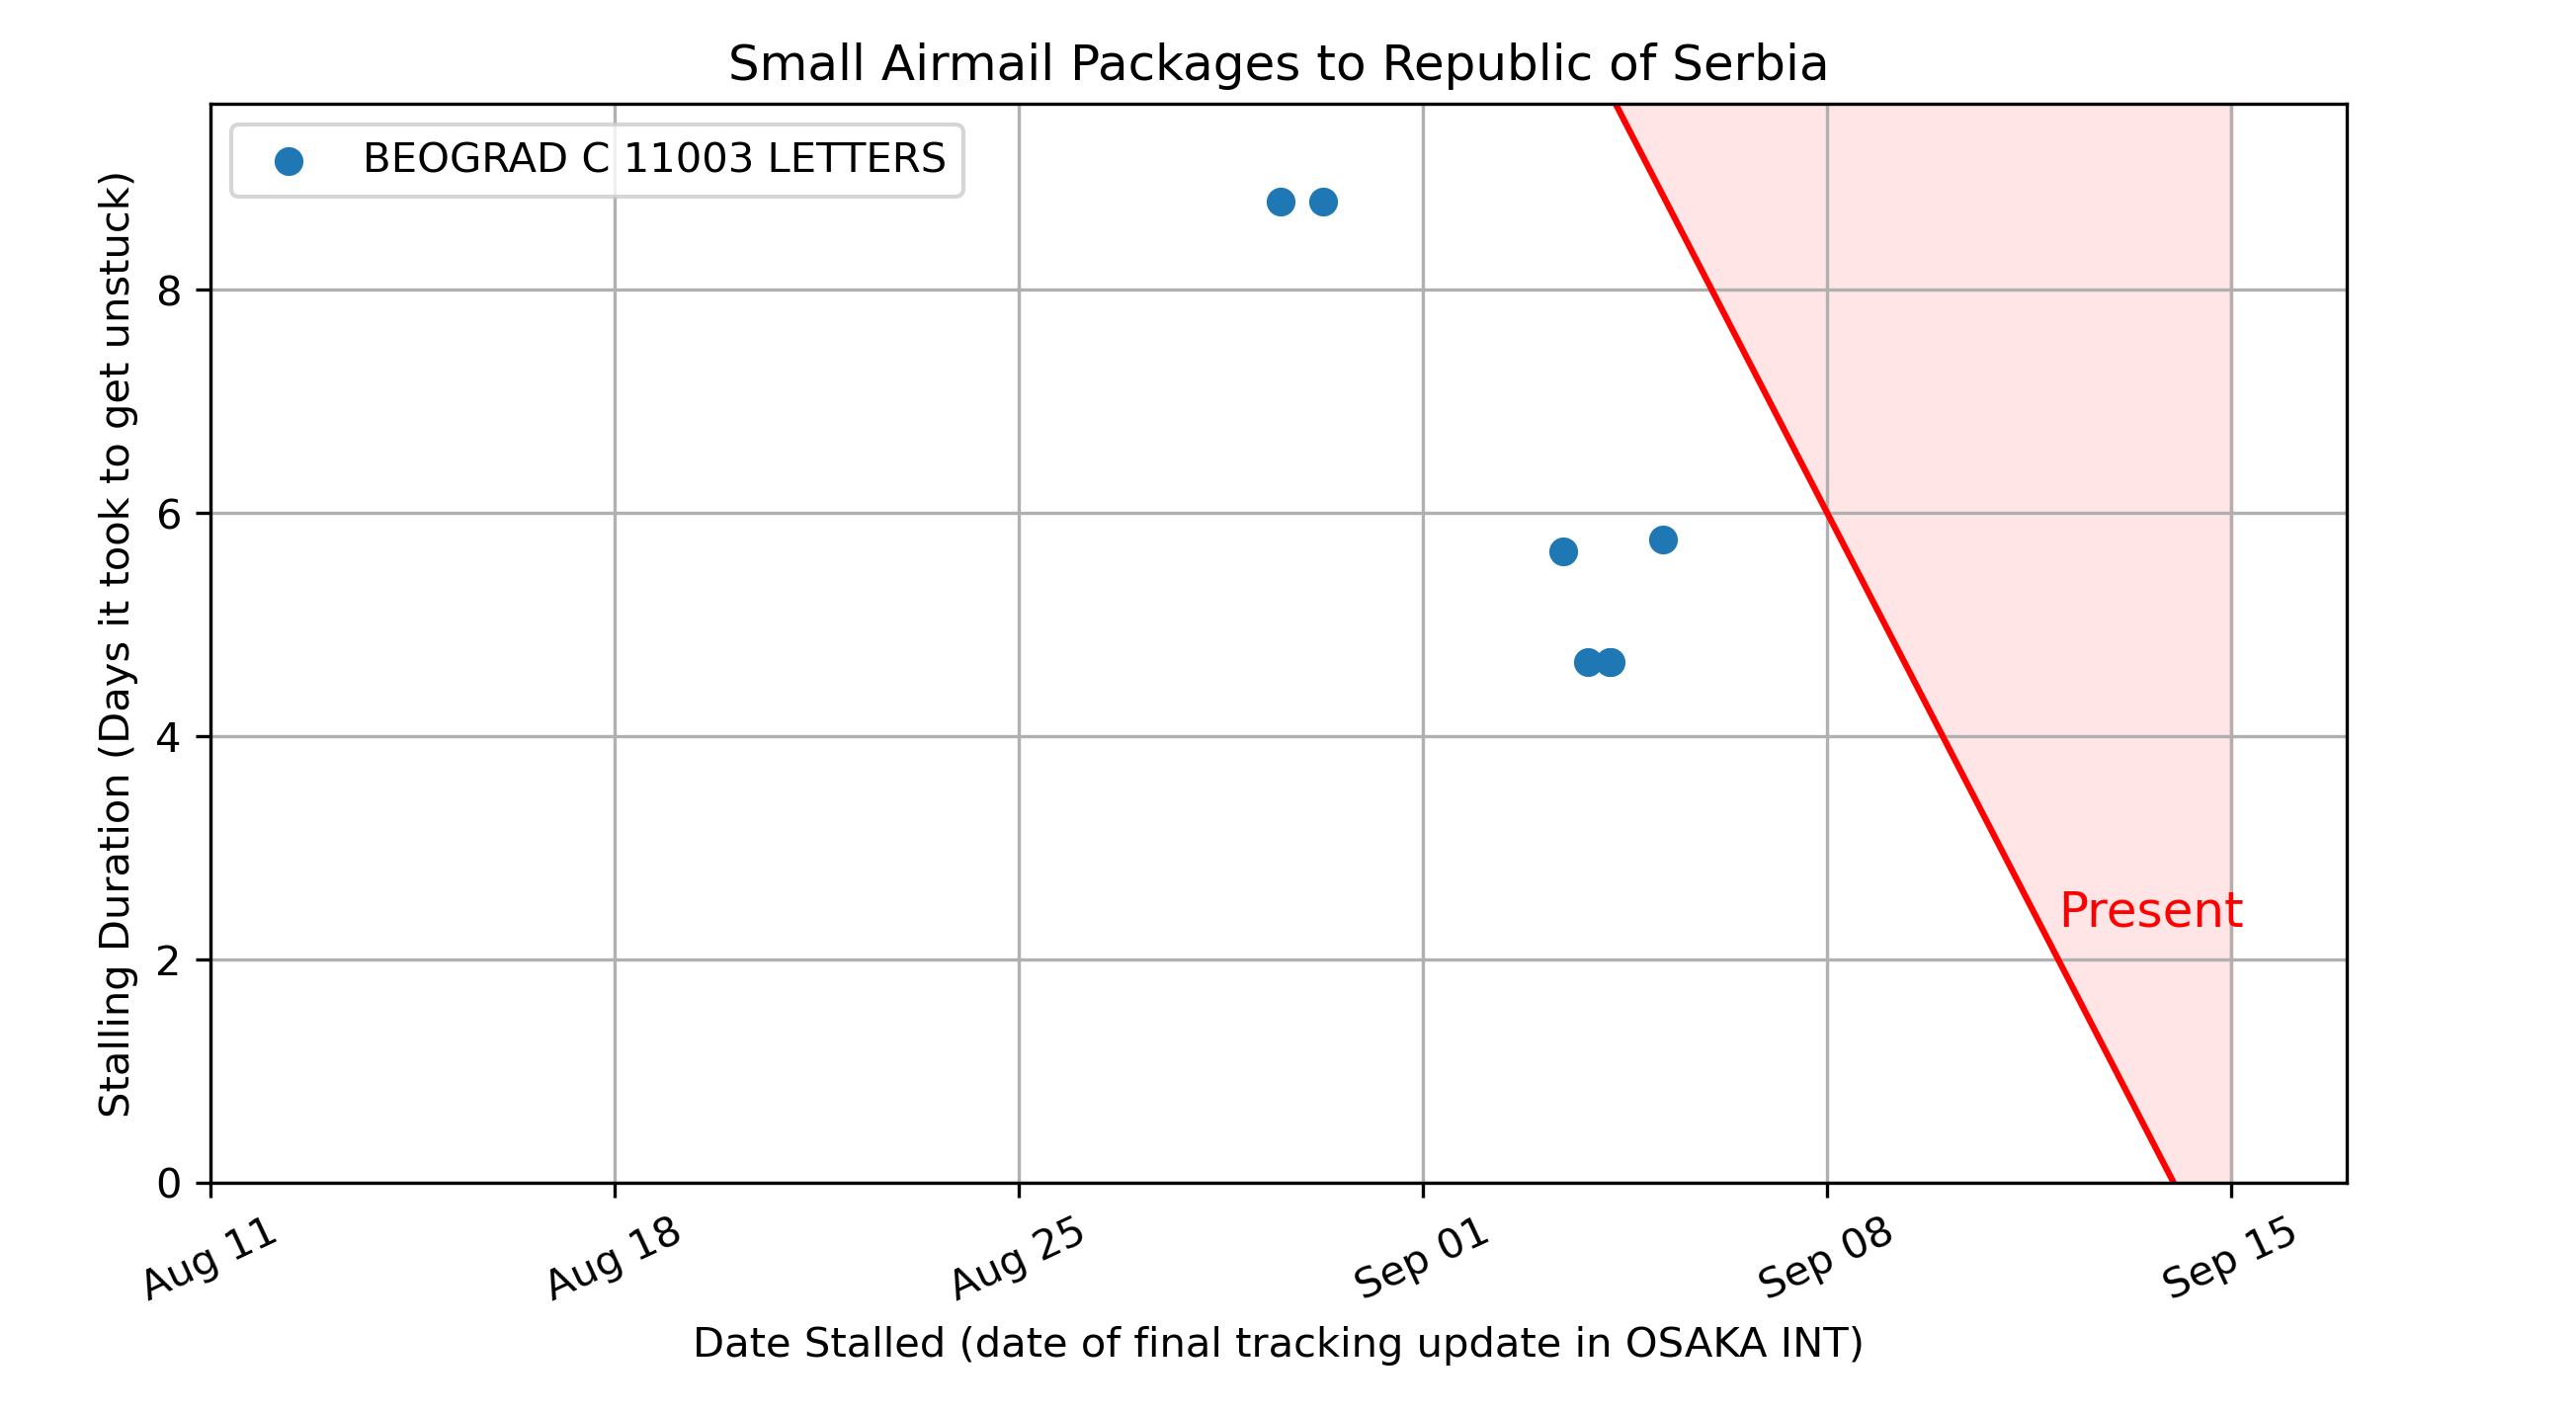 Small Airmail Packages to Republic of Serbia
BEOGRAD C 11003 LETTERS
Stalling Duration (Days it took to get unstuck)
8
6
4
2
0
Present
Aug 11
Aug 18
Aug 25
Sep 01
Sep 08
Sep 15
Date Stalled (date of final tracking update in OSAKA INT)